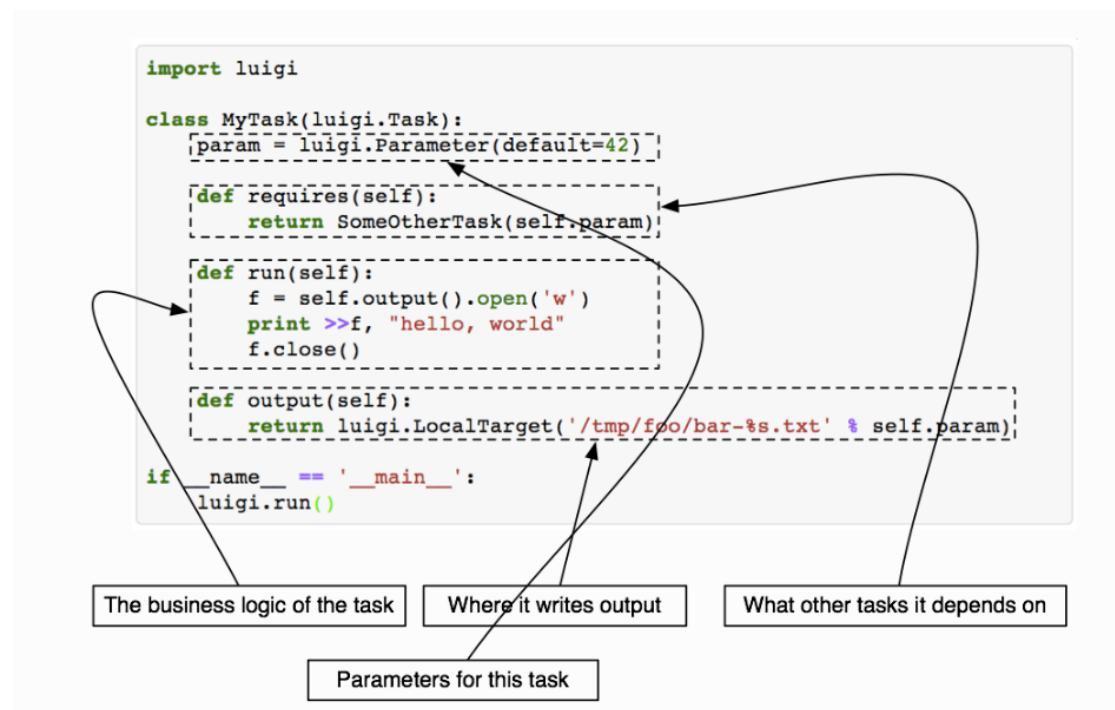 import luigi
class MyTask(luigi.Task):
param = luigi.Parameter(default=42)
def requires(self):
return SomeOtherTask(self.param)
def run(self):
f = self.output().open('w')
print >>f, "hello, world"
f.close()
def output(self):
return luigi.LocalTarget('/tmp/foo/bar-%s.txt' % self.param)
if __name__ == '__main__':
luigi.run()
The business logic of the task
Where it writes output
What other tasks it depends on
Parameters for this task